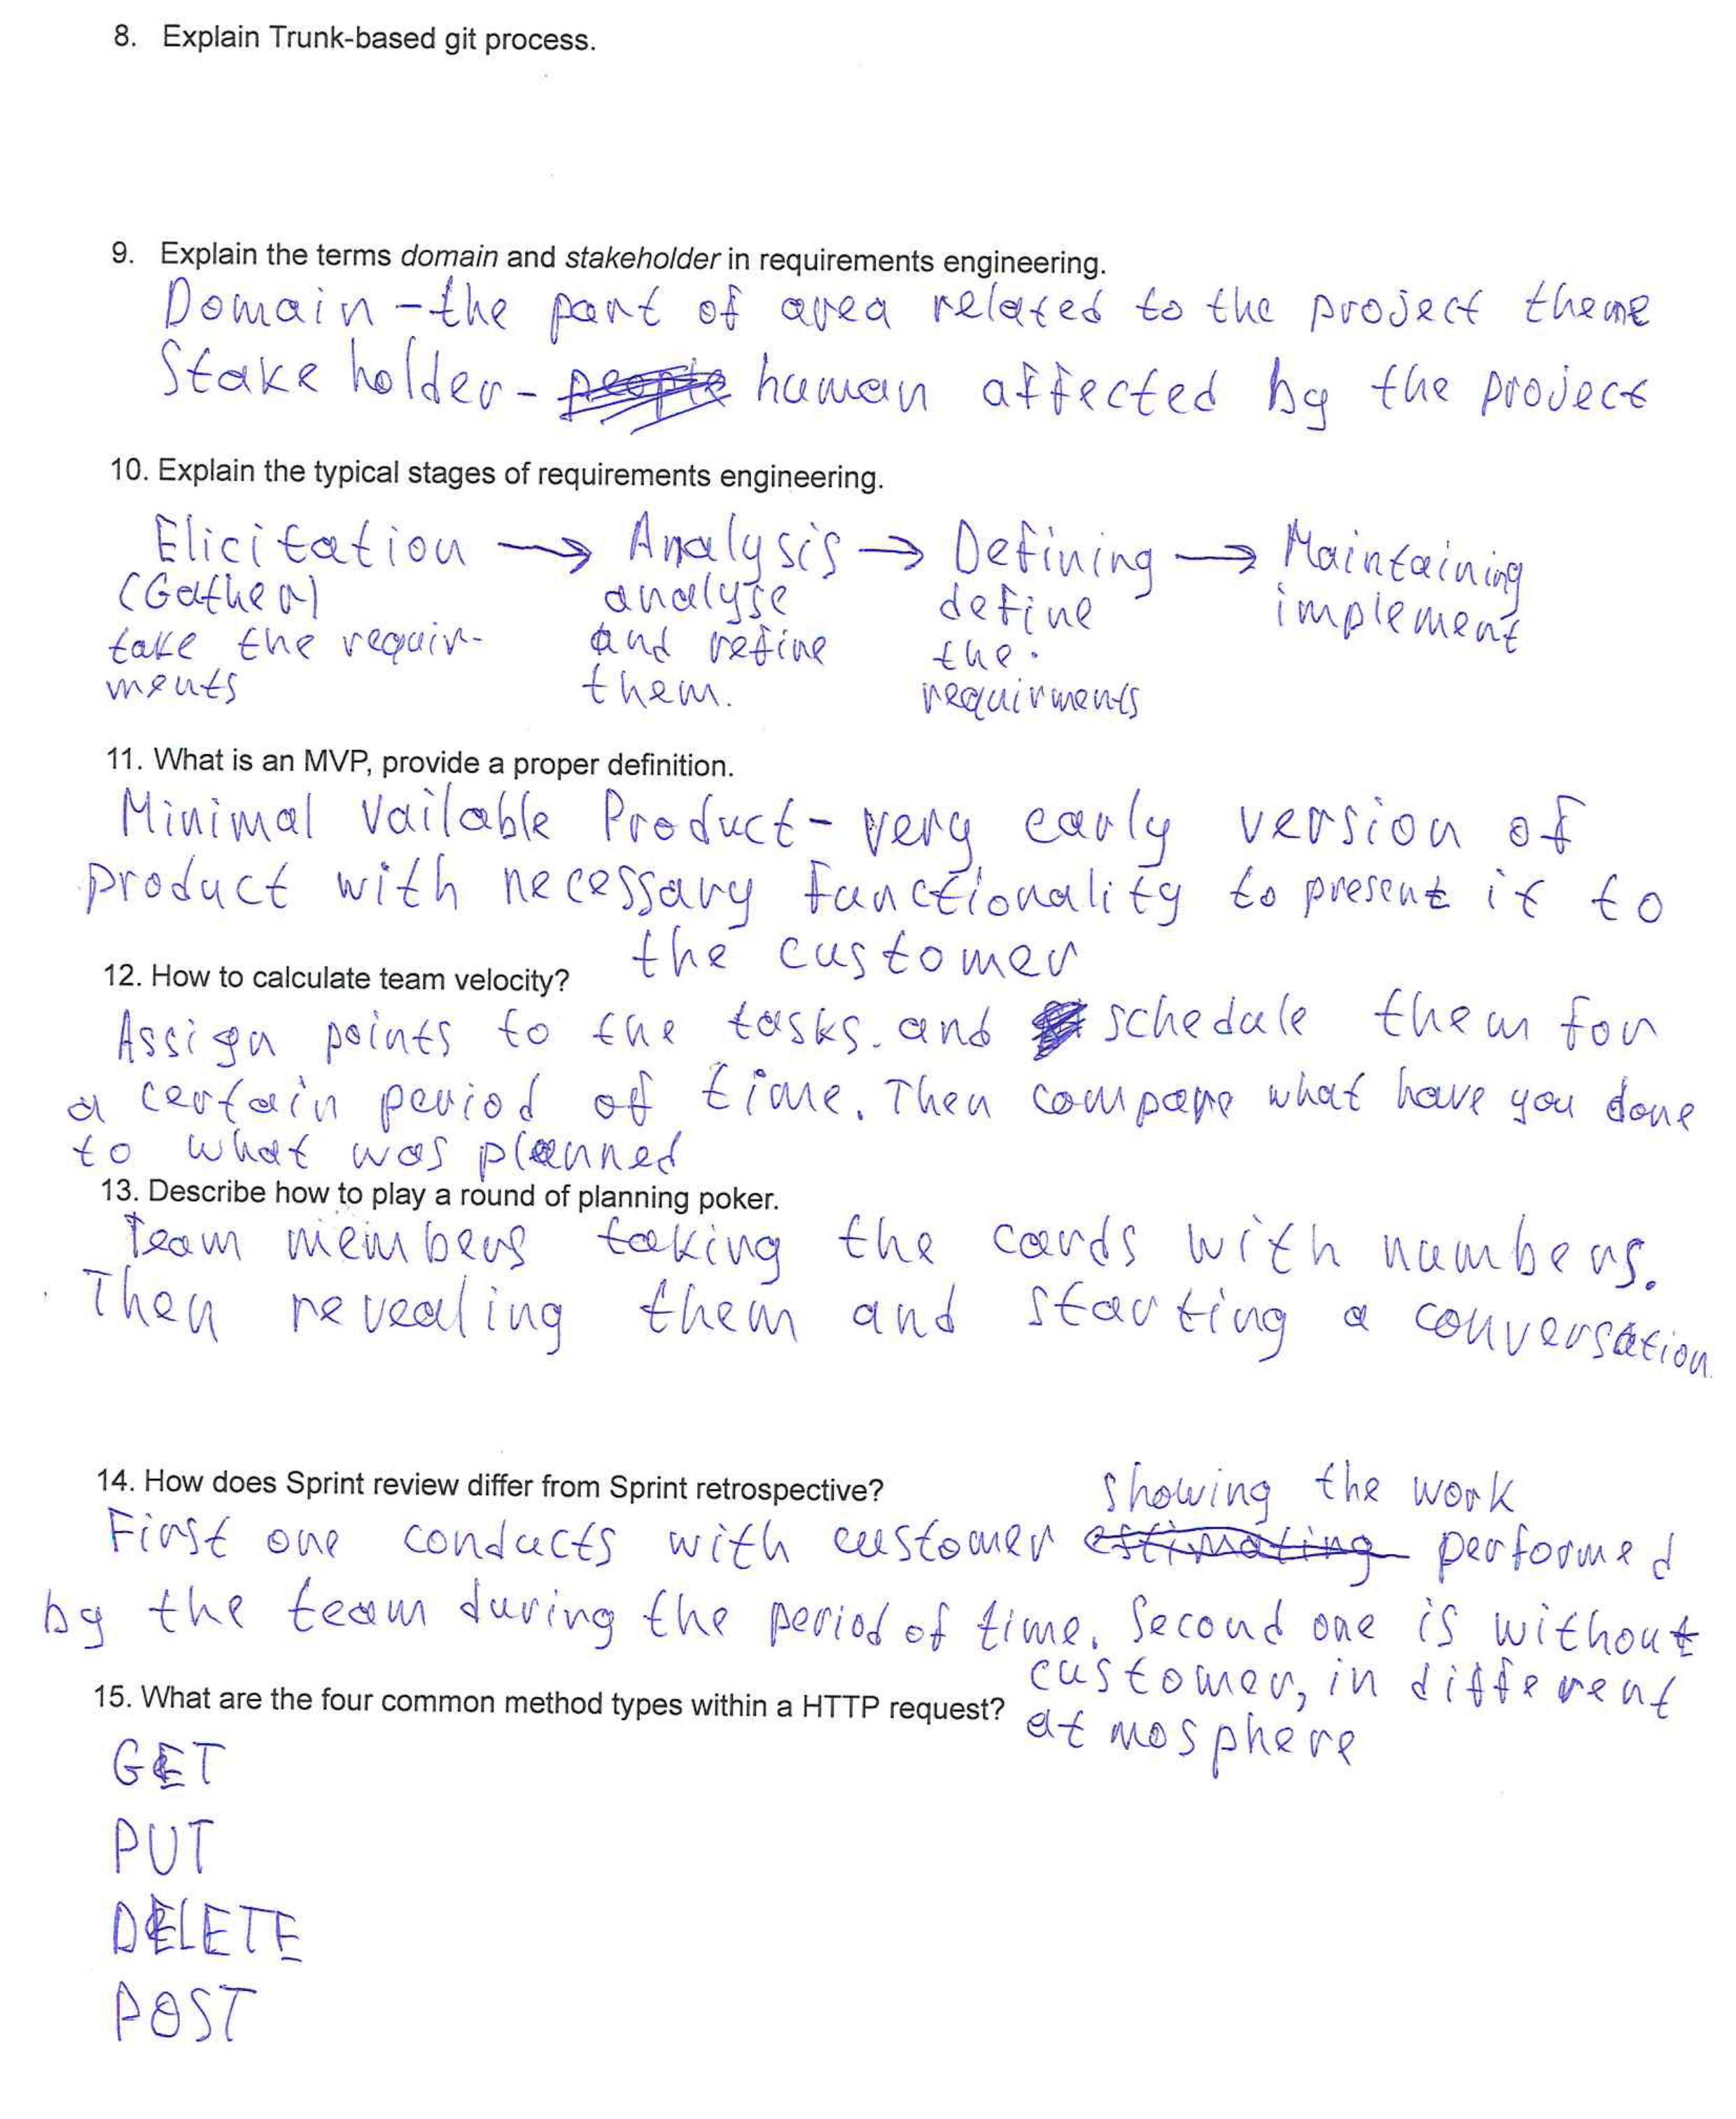 8. Explain Trunk-based git process.
9. Explain the terms domain and stakeholder in requirements engineering.
Domain - the part of area related to the project theme
Stake holder - human affected by the project
10. Explain the typical stages of requirements engineering.
Elicitation → Analysis → Defining → Maintaining
(Gather) analyse define implement
take the requir- and refine the
ments them. requirments
11. What is an MVP, provide a proper definition.
Minimal Vailable Product - very early version of
product with necessary functionality to present it to
the customer
12. How to calculate team velocity?
Assign points to the tasks. and schedule them for
a certain period of time. Then compare what have you done
to what was planned
13. Describe how to play a round of planning poker.
Team members taking the cards with numbers.
Then revealing them and starting a conversation
14. How does Sprint review differ from Sprint retrospective?
showing the work
First one conducts with customer estimating performed
by the team during the period of time. Second one is without
customer, in different
15. What are the four common method types within a HTTP request?
atmosphere
GET
PUT
DELETE
POST